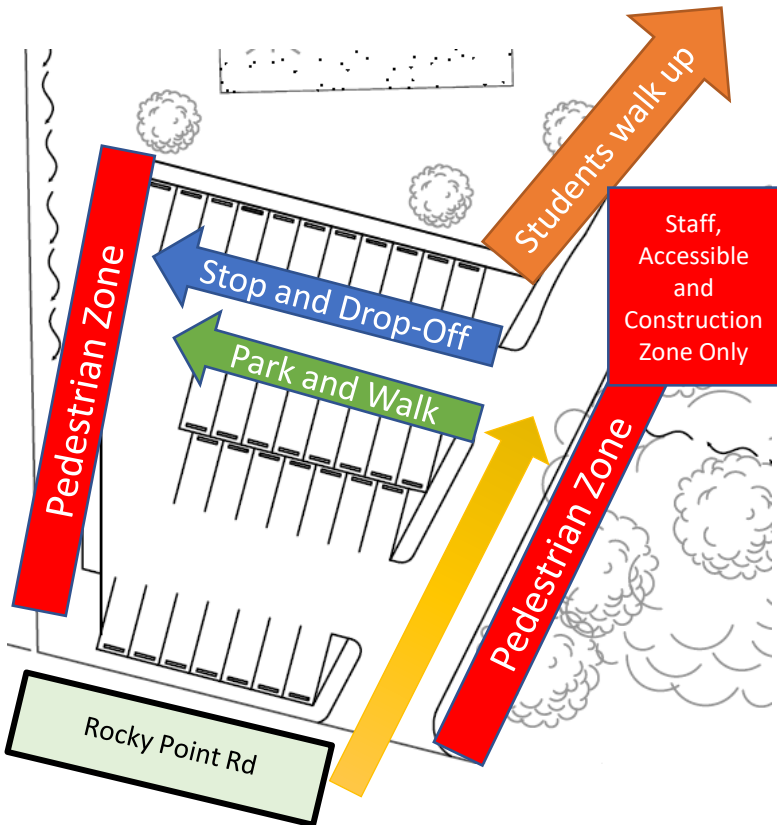 Students walk up
Staff,
Accessible
and
Construction
Zone Only
Stop and Drop-Off
Park and Walk
Pedestrian Zone
Pedestrian Zone
Rocky Point Rd